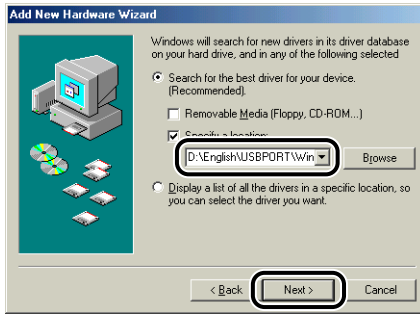 Add New Hardware Wizard
Windows will search for new drivers in its driver database
on your hard drive, and in any of the following selected
Search for the best driver for your device.
(Recommended).
Removable Media (Floppy, CD-ROM...)
Specify a location:
D:\English\USBPORT\Win
Browse
Display a list of all the drivers in a specific location, so
you can select the driver you want.
< Back
Next >
Cancel